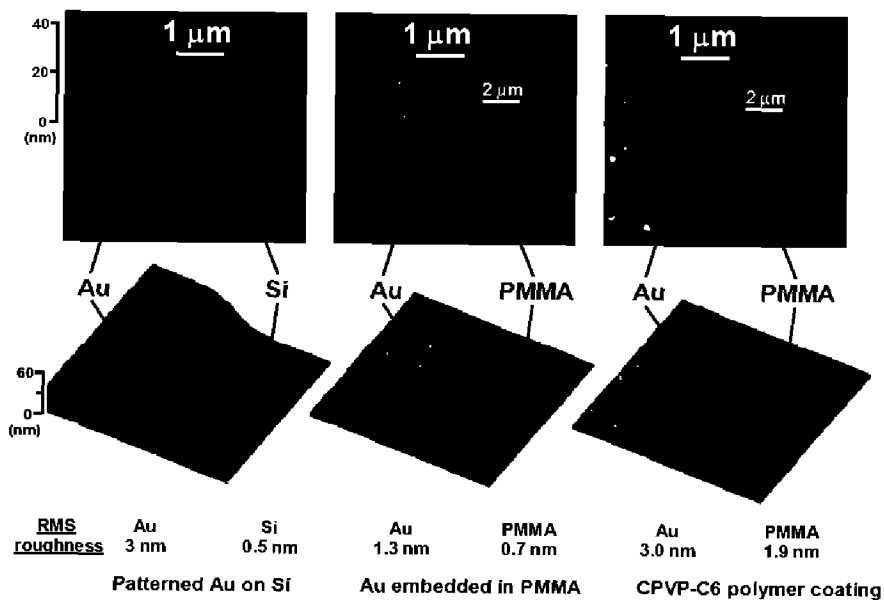 40
20
0
(nm)
1 μm
1 μm
2 μm
1 μm
2 μm
Au
Si
Au
PMMA
Au
PMMA
60
0
(nm)
RMS
roughness
Au
3 nm
Si
0.5 nm
Au
1.3 nm
PMMA
0.7 nm
Au
3.0 nm
PMMA
1.9 nm
Patterned Au on Si
Au embedded in PMMA
CPVP-C6 polymer coating